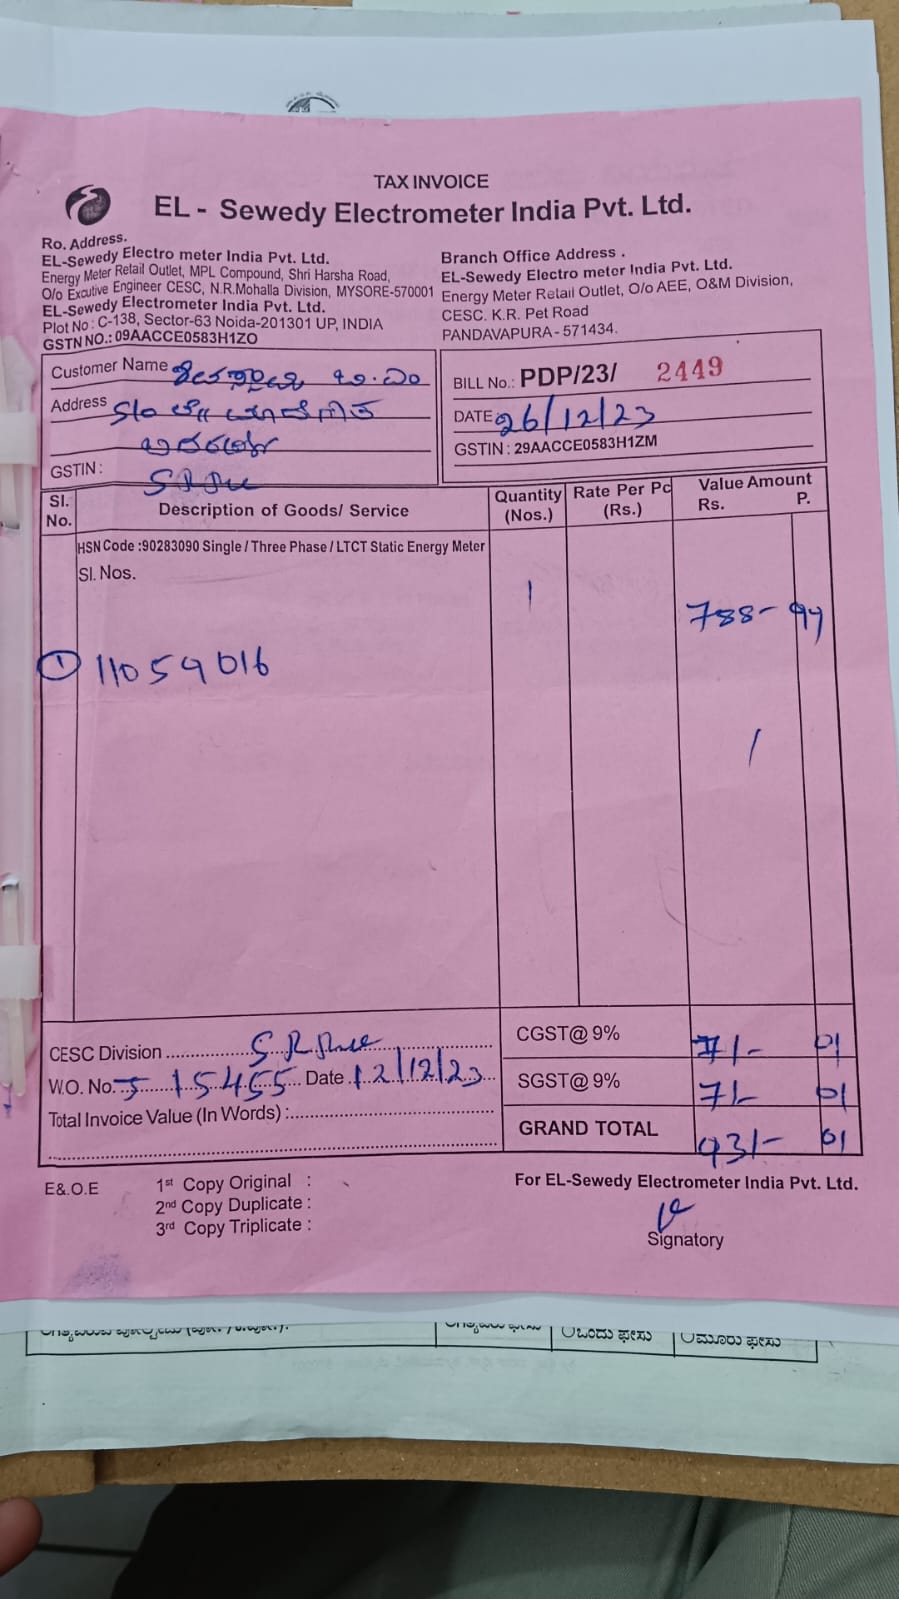 TAX INVOICE
EL - Sewedy Electrometer India Pvt. Ltd.
Ro. Address.
EL-Sewedy Electro meter India Pvt. Ltd.
Energy Meter Retail Outlet, MPL Compound, Shri Harsha Road,
O/o Excutive Engineer CESC, N.R.Mohalla Division, MYSORE-570001
EL-Sewedy Electrometer India Pvt. Ltd.
Plot No : C-138, Sector-63 Noida-201301 UP, INDIA
GSTN NO.: 09AACCE0583H1ZO
Branch Office Address .
EL-Sewedy Electro meter India Pvt. Ltd.
Energy Meter Retail Outlet, O/o AEE, O&M Division,
CESC. K.R. Pet Road
PANDAVAPURA - 571434.
Customer Name
Address S/o
GSTIN :
BILL No.: PDP/23/ 2449
DATE : 26/12/23
GSTIN : 29AACCE0583H1ZM
Sl. No. Description of Goods/ Service Quantity (Nos.) Rate Per Pc (Rs.) Value Amount Rs. P.
HSN Code :90283090 Single / Three Phase / LTCT Static Energy Meter
Sl. Nos.
1 788- 99
1 11059016
CESC Division
CGST@ 9% 71/- 01
W.O. No. 515455 Date 12/12/23
SGST@ 9% 71/- 01
Total Invoice Value (In Words) :
GRAND TOTAL 931/- 01
E&.O.E
1st Copy Original :
2nd Copy Duplicate :
3rd Copy Triplicate :
For EL-Sewedy Electrometer India Pvt. Ltd.
Signatory
ಒಂದು ಫೇಸು
ಮೂರು ಫೇಸು